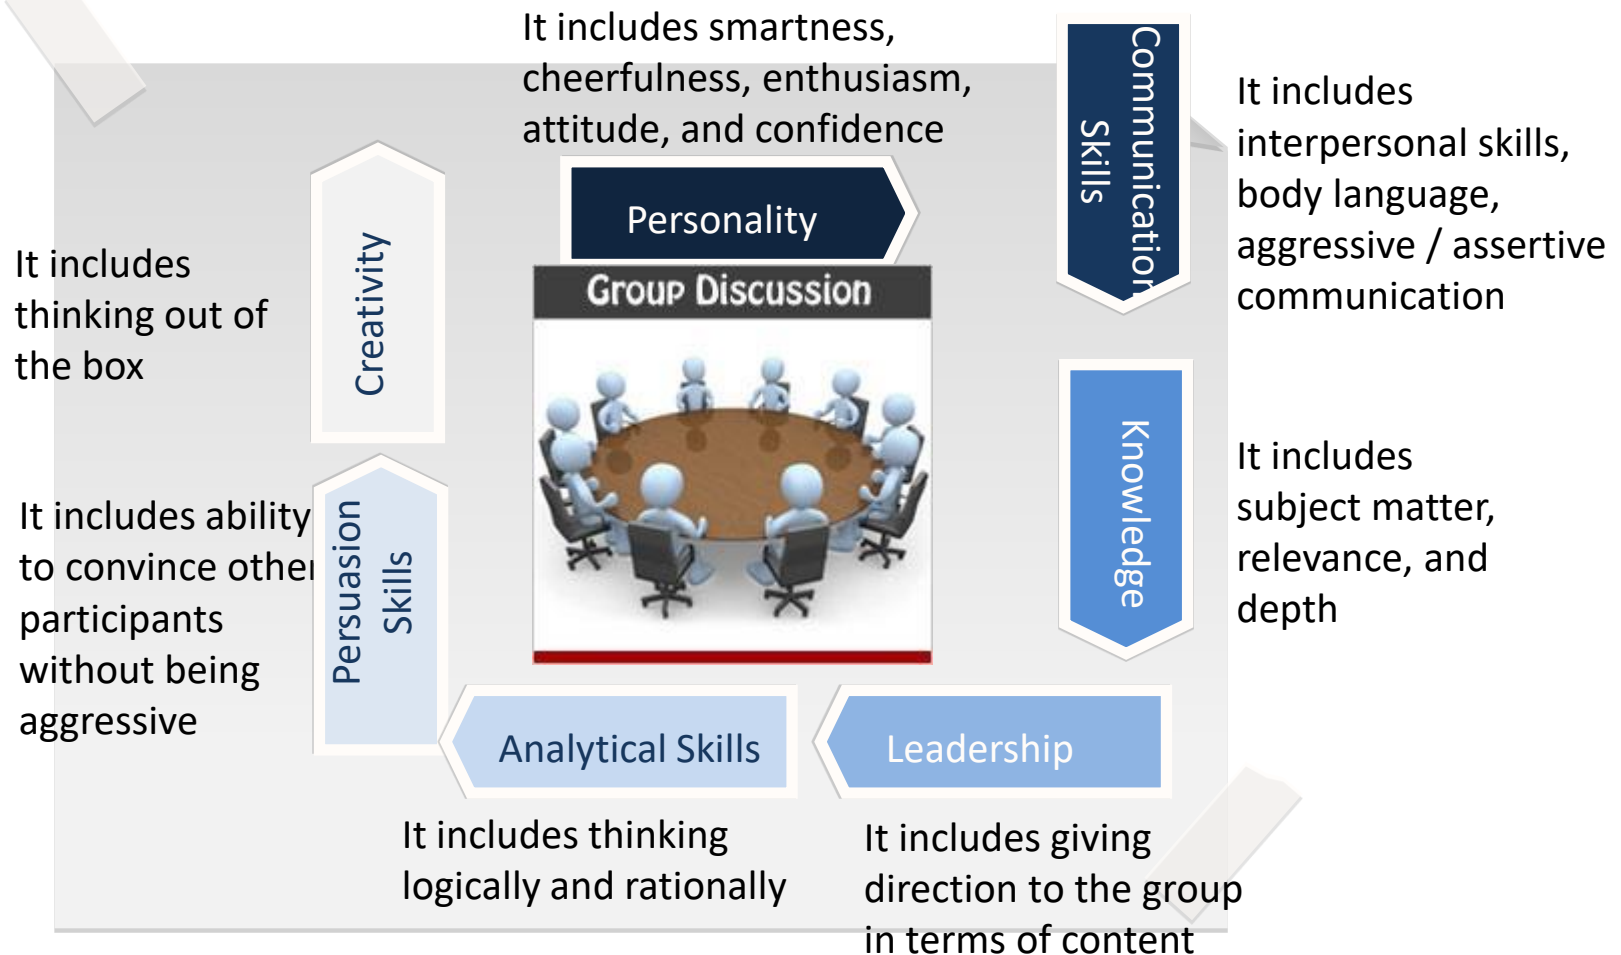 It includes smartness,
cheerfulness, enthusiasm,
attitude, and confidence
Personality
Communication
Skills
It includes
interpersonal skills,
body language,
aggressive / assertive
communication
Knowledge
It includes
subject matter,
relevance, and
depth
Leadership
It includes giving
direction to the group
in terms of content
Analytical Skills
It includes thinking
logically and rationally
Persuasion
Skills
It includes ability
to convince other
participants
without being
aggressive
Creativity
It includes
thinking out of
the box
Group Discussion